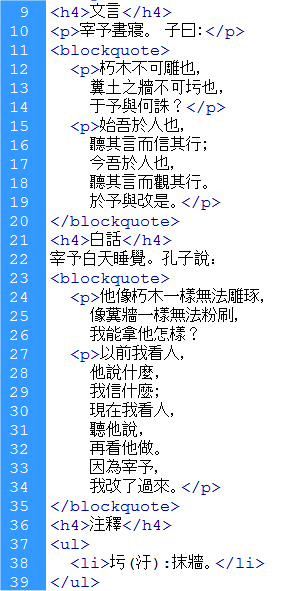 9 <h4>文言</h4>
10 <p>宰予晝寢。 子曰:</p>
11 <blockquote>
12 <p>朽木不可雕也,
13 糞土之牆不可圬也,
14 于予與何誅？</p>
15 <p>始吾於人也,
16 聽其言而信其行;
17 今吾於人也,
18 聽其言而觀其行。
19 於予與改是。</p>
20 </blockquote>
21 <h4>白話</h4>
22 宰予白天睡覺。孔子說:
23 <blockquote>
24 <p>他像朽木一樣無法雕琢,
25 像糞牆一樣無法粉刷,
26 我能拿他怎樣？
27 <p>以前我看人,
28 他說什麼,
29 我信什麼;
30 現在我看人,
31 聽他說,
32 再看他做。
33 因為宰予,
34 我改了過來。</p>
35 </blockquote>
36 <h4>注釋</h4>
37 <ul>
38 <li>圬(汙):抹牆。</li>
39 </ul>